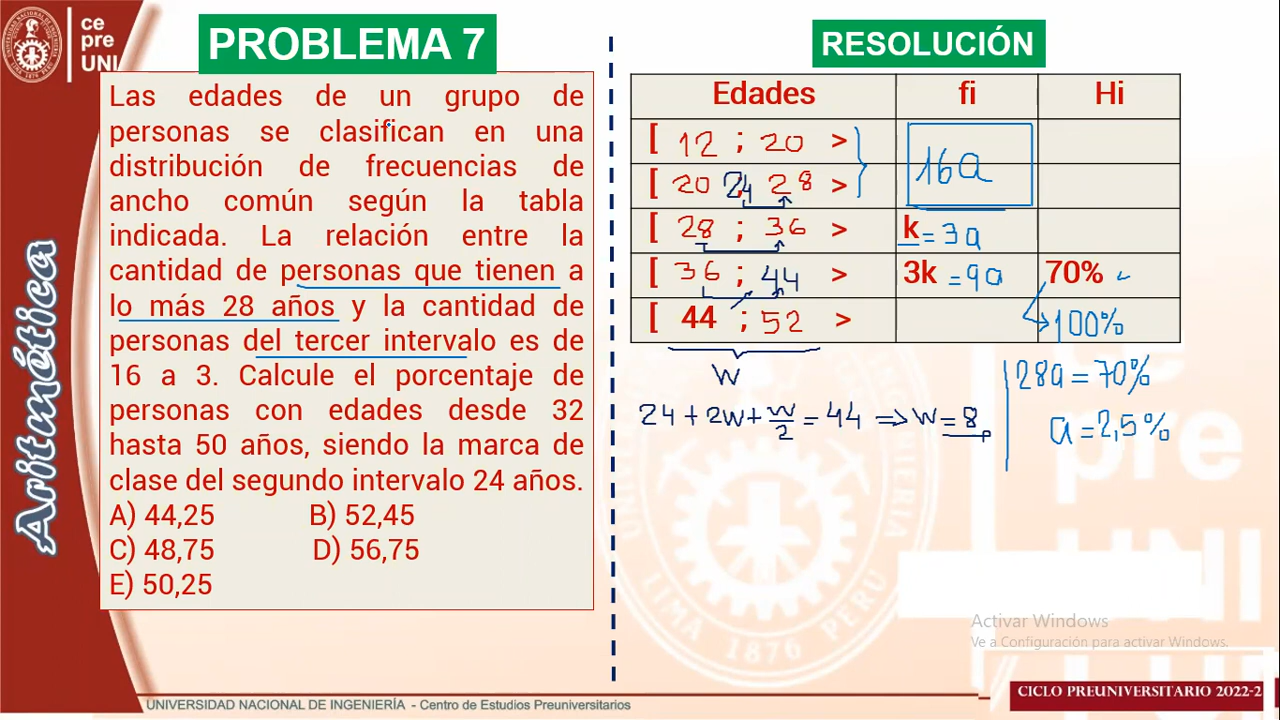 ce
pre
UNI
PROBLEMA 7
Las edades de un grupo de
personas se clasifican en una
distribución de frecuencias de
ancho común según la tabla
indicada. La relación entre la
cantidad de personas que tienen a
lo más 28 años y la cantidad de
personas del tercer intervalo es de
16 a 3. Calcule el porcentaje de
personas con edades desde 32
hasta 50 años, siendo la marca de
clase del segundo intervalo 24 años.
A) 44,25 B) 52,45
C) 48,75 D) 56,75
E) 50,25
Aritmética
RESOLUCIÓN
Edades fi Hi
[ 12 ; 20 >
16a
[ 20 ; 24 28 >
[ 28 ; 36 > k = 3a
[ 36 ; 44 > 3k = 9a 70%
[ 44 ; 52 > 100%
W
24 + 2W + W/2 = 44 ⇒ W = 8
28a = 70%
a = 2,5%
LIMA 1876 PERU
pre
UNI
Activar Windows
Ve a Configuración para activar Windows.
UNIVERSIDAD NACIONAL DE INGENIERÍA - Centro de Estudios Preuniversitarios
CICLO PREUNIVERSITARIO 2022-2